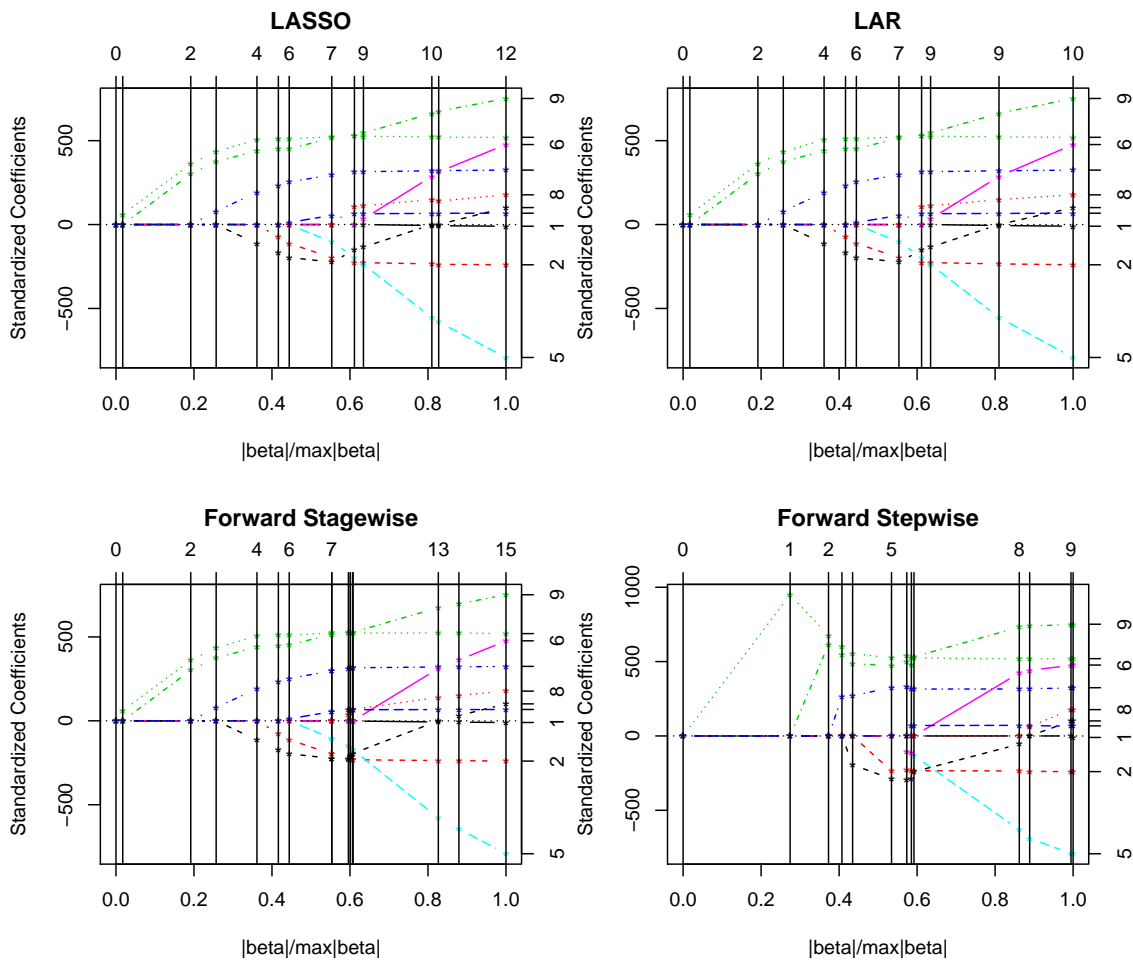 LASSO
0 2 4 6 7 9 10 12
Standardized Coefficients
500
0
−500
9
6
8
1
2
5
0.0 0.2 0.4 0.6 0.8 1.0
|beta|/max|beta|
LAR
0 2 4 6 7 9 9 10
Standardized Coefficients
500
0
−500
9
6
8
1
2
5
0.0 0.2 0.4 0.6 0.8 1.0
|beta|/max|beta|
Forward Stagewise
0 2 4 6 7 13 15
Standardized Coefficients
500
0
−500
9
6
8
1
2
5
0.0 0.2 0.4 0.6 0.8 1.0
|beta|/max|beta|
Forward Stepwise
0 1 2 5 8 9
Standardized Coefficients
1000
500
0
−500
9
6
8
1
2
5
0.0 0.2 0.4 0.6 0.8 1.0
|beta|/max|beta|